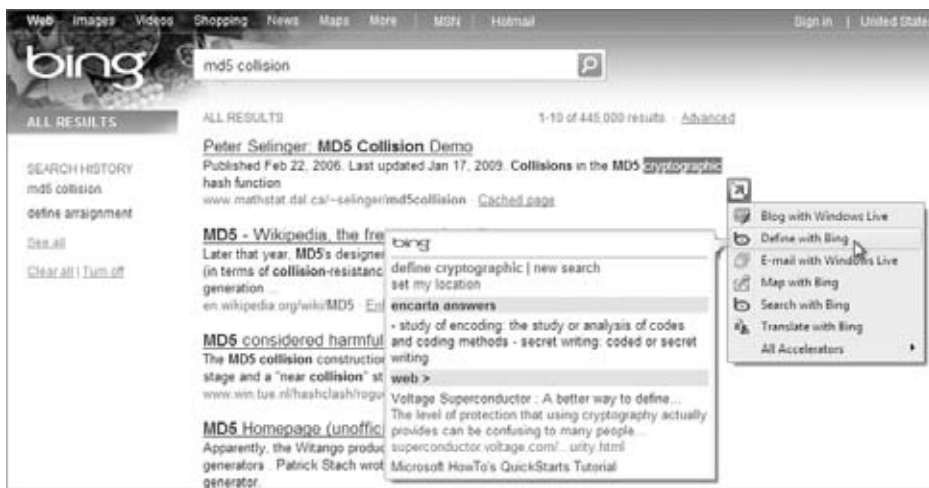 Web Images Videos Shopping News Maps More | MSN | Hotmail Sign in | United State
bing
md5 collision
ALL RESULTS
SEARCH HISTORY
md5 collision
define arraignment
See all
Clear all | Turn off
ALL RESULTS 1-10 of 445,000 results · Advanced
Peter Selinger: MD5 Collision Demo
Published Feb 22, 2006. Last updated Jan 17, 2009. Collisions in the MD5 cryptographic
hash function
www.mathstat.dal.ca/~selinger/md5collision · Cached page
MD5 - Wikipedia, the fre
Later that year, MD5's designe
(in terms of collision-resistanc
generation ...
en.wikipedia.org/wiki/MD5 ·
MD5 considered harmful
The MD5 collision construction
stage and a "near collision" st
www.win.tue.nl/hashclash/rogu
MD5 Homepage (unoffic
Apparently, the Witango produc
generators . Patrick Stach wrot
generator.
bing
define cryptographic | new search
set my location
encarta answers
- study of encoding: the study or analysis of codes
and coding methods - secret writing: coded or secret
writing
web >
Voltage Superconductor : A better way to define...
The level of protection that using cryptography actually
provides can be confusing to many people...
superconductor.voltage.com/... urity.html
Microsoft HowTo's QuickStarts Tutorial
Blog with Windows Live
Define with Bing
E-mail with Windows Live
Map with Bing
Search with Bing
Translate with Bing
All Accelerators